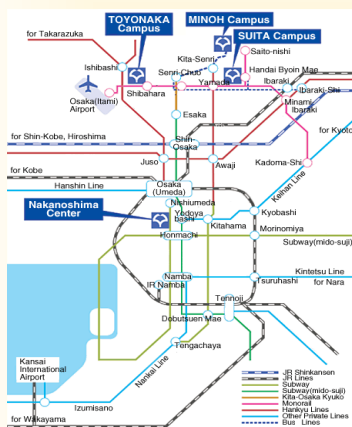 TOYONAKA
Campus
MINOH Campus
SUITA Campus
for Takarazuka
Kita-Senri
Saito-nishi
Ishibashi
Senri-Chuo
Handai Byoin Mae
Yamada
Ibaraki
Ibaraki-Shi
Osaka(Itami)
Airport
Shibahara
Minami
Ibaraki
Esaka
for Kyoto
for Shin-Kobe, Hiroshima
Shin-
Osaka
Juso
Awaji
Kadoma-Shi
for Kobe
Hanshin Line
Osaka
(Umeda)
Keihan Line
Nakanoshima
Center
Nishiumeda
Yodoya
bashi
Kyobashi
Kitahama
Honmachi
Morinomiya
Subway(mido-suji)
Namba
JR Namba
Tsuruhashi
Kintetsu Line
for Nara
Tennoji
Dobutsuen Mae
Tengachaya
Nankai Line
Kansai
International
Airport
Izumisano
for Wakayama
JR Shinkanson
JR Lines
Subway
Subway(mido-suji)
Kita-Osaka Kyuko
Monorail
Hankyu Lines
Other Private Lines
Bus Lines